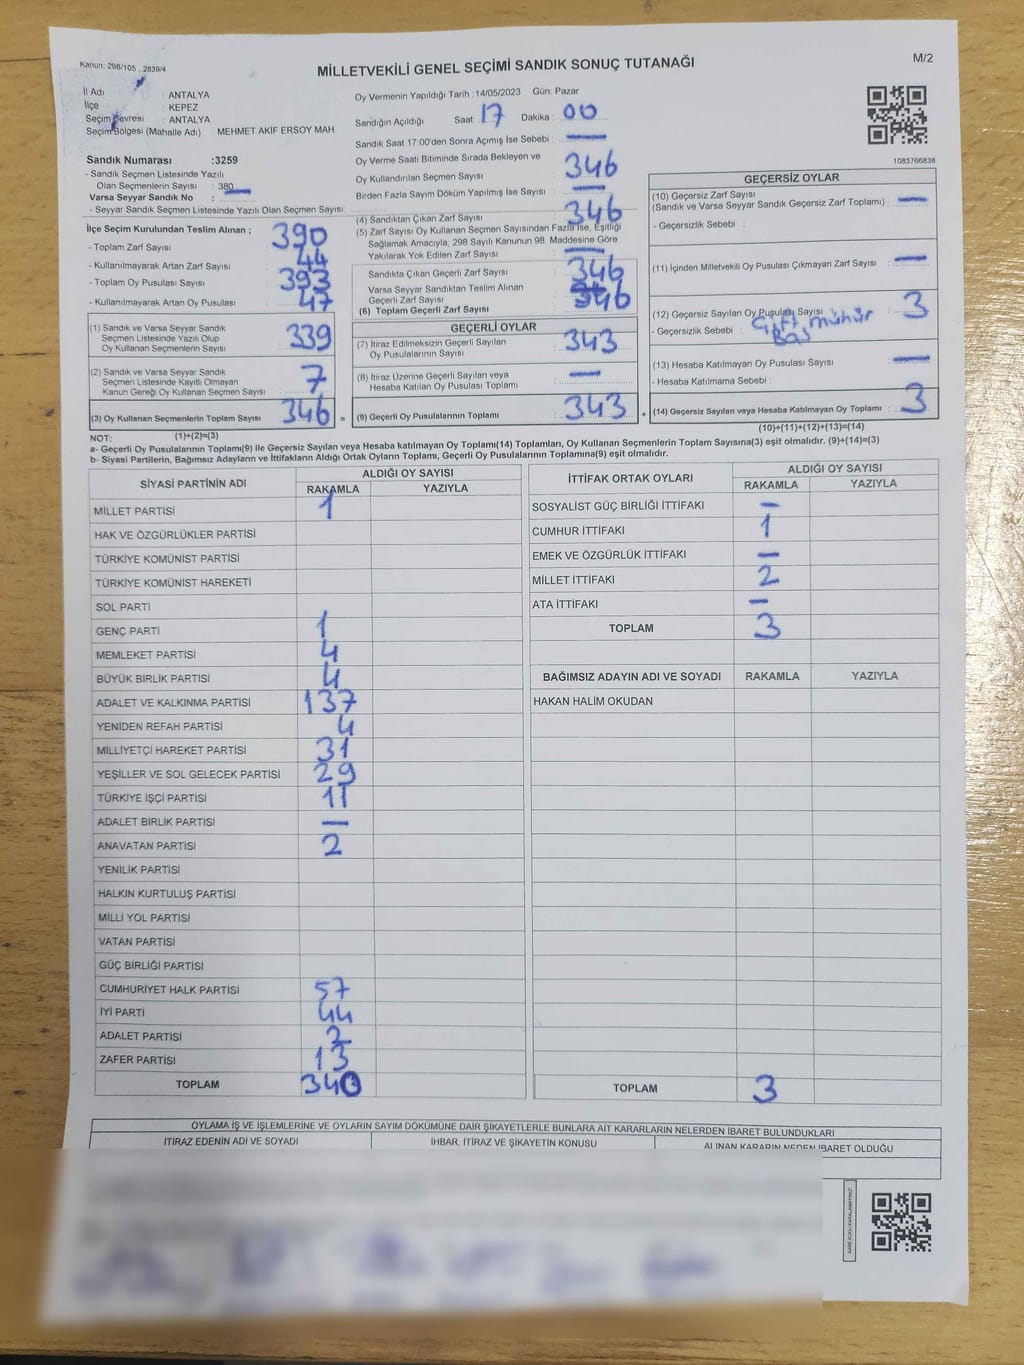 Kanun: 298/105 , 2839/4
MİLLETVEKİLİ GENEL SEÇİMİ SANDIK SONUÇ TUTANAĞI
M/2
İl Adı : ANTALYA
İlçe : KEPEZ
Seçim Çevresi : ANTALYA
Seçim Bölgesi (Mahalle Adı) : MEHMET AKİF ERSOY MAH.
Sandık Numarası :3259
- Sandık Seçmen Listesinde Yazılı
Olan Seçmenlerin Sayısı : 380
Varsa Seyyar Sandık No :
- Seyyar Sandık Seçmen Listesinde Yazılı Olan Seçmen Sayısı
Oy Vermenin Yapıldığı Tarih : 14/05/2023 Gün: Pazar
Sandığın Açıldığı Saat : 17 Dakika : 00
Sandık Saat 17:00'den Sonra Açımış İse Sebebi : —
Oy Verme Saati Bitiminde Sırada Bekleyen ve
Oy Kullandırılan Seçmen Sayısı : 346
Birden Fazla Sayım Döküm Yapılmış İse Sayısı : —
1083766838
İlçe Seçim Kurulundan Teslim Alınan ;
- Toplam Zarf Sayısı : 390
- Kullanılmayarak Artan Zarf Sayısı : 44
- Toplam Oy Pusulası Sayısı : 393
- Kullanılmayarak Artan Oy Pusulası : 47
(1) Sandık ve Varsa Seyyar Sandık
Seçmen Listesinde Yazılı Olup
Oy Kullanan Seçmenlerin Sayısı : 339
(2) Sandık ve Varsa Seyyar Sandık
Seçmen Listesinde Kayıtlı Olmayan
Kanun Gereği Oy Kullanan Seçmen Sayısı : 7
(3) Oy Kullanan Seçmenlerin Toplam Sayısı : 346 =
(1)+(2)=(3)
(4) Sandıktan Çıkan Zarf Sayısı : 346
(5) Zarf Sayısı Oy Kullanan Seçmen Sayısından Fazla İse, Eşitliği
Sağlamak Amacıyla, 298 Sayılı Kanunun 98. Maddesine Göre
Yakılarak Yok Edilen Zarf Sayısı : —
Sandıkta Çıkan Geçerli Zarf Sayısı : 346
Varsa Seyyar Sandıktan Teslim Alınan
Geçerli Zarf Sayısı
(6) Toplam Geçerli Zarf Sayısı : 346
GEÇERLİ OYLAR
(7) İtiraz Edilmeksizin Geçerli Sayılan
Oy Pusulalarının Sayısı : 343
(8) İtiraz Üzerine Geçerli Sayılan veya
Hesaba Katılan Oy Pusulası Toplamı : —
(9) Geçerli Oy Pusulalarının Toplamı : 343 +
GEÇERSİZ OYLAR
(10) Geçersiz Zarf Sayısı
(Sandık ve Varsa Seyyar Sandık Geçersiz Zarf Toplamı) : —
- Geçersizlik Sebebi :
(11) İçinden Milletvekili Oy Pusulası Çıkmayan Zarf Sayısı : —
(12) Geçersiz Sayılan Oy Pusulası Sayısı : 3
- Geçersizlik Sebebi : Çift mühür
Boş
(13) Hesaba Katılmayan Oy Pusulası Sayısı : —
- Hesaba Katılmama Sebebi :
(14) Geçersiz Sayılan veya Hesaba Katılmayan Oy Toplamı : 3
(10)+(11)+(12)+(13)=(14)
NOT:
a- Geçerli Oy Pusulalarının Toplamı(9) ile Geçersiz Sayılan veya Hesaba katılmayan Oy Toplamı(14) Toplamları, Oy Kullanan Seçmenlerin Toplam Sayısına(3) eşit olmalıdır. (9)+(14)=(3)
b- Siyasi Partilerin, Bağımsız Adayların ve İttifakların Aldığı Ortak Oyların Toplamı, Geçerli Oy Pusulalarının Toplamına(9) eşit olmalıdır.
SİYASİ PARTİNİN ADI
ALDIĞI OY SAYISI
RAKAMLA YAZIYLA
MİLLET PARTİSİ 1
HAK VE ÖZGÜRLÜKLER PARTİSİ
TÜRKİYE KOMÜNİST PARTİSİ
TÜRKİYE KOMÜNİST HAREKETİ
SOL PARTİ
GENÇ PARTİ 1
MEMLEKET PARTİSİ 4
BÜYÜK BİRLİK PARTİSİ 4
ADALET VE KALKINMA PARTİSİ 137
YENİDEN REFAH PARTİSİ 4
MİLLİYETÇİ HAREKET PARTİSİ 31
YEŞİLLER VE SOL GELECEK PARTİSİ 29
TÜRKİYE İŞÇİ PARTİSİ 11
ADALET BİRLİK PARTİSİ —
ANAVATAN PARTİSİ 2
YENİLİK PARTİSİ
HALKIN KURTULUŞ PARTİSİ
MİLLİ YOL PARTİSİ
VATAN PARTİSİ
GÜÇ BİRLİĞİ PARTİSİ
CUMHURİYET HALK PARTİSİ 57
İYİ PARTİ 44
ADALET PARTİSİ 2
ZAFER PARTİSİ 13
TOPLAM 340
İTTİFAK ORTAK OYLARI
ALDIĞI OY SAYISI
RAKAMLA YAZIYLA
SOSYALİST GÜÇ BİRLİĞİ İTTİFAKI —
CUMHUR İTTİFAKI 1
EMEK VE ÖZGÜRLÜK İTTİFAKI —
MİLLET İTTİFAKI 2
ATA İTTİFAKI —
TOPLAM 3
BAĞIMSIZ ADAYIN ADI VE SOYADI RAKAMLA YAZIYLA
HAKAN HALİM OKUDAN
TOPLAM 3
OYLAMA İŞ VE İŞLEMLERİNE VE OYLARIN SAYIM DÖKÜMÜNE DAİR ŞİKAYETLERLE BUNLARA AİT KARARLARIN NELERDEN İBARET BULUNDUKLARI
İTİRAZ EDENİN ADI VE SOYADI
İHBAR, İTİRAZ VE ŞİKAYETİN KONUSU
ALINAN KARARIN NEDEN İBARET OLDUĞU